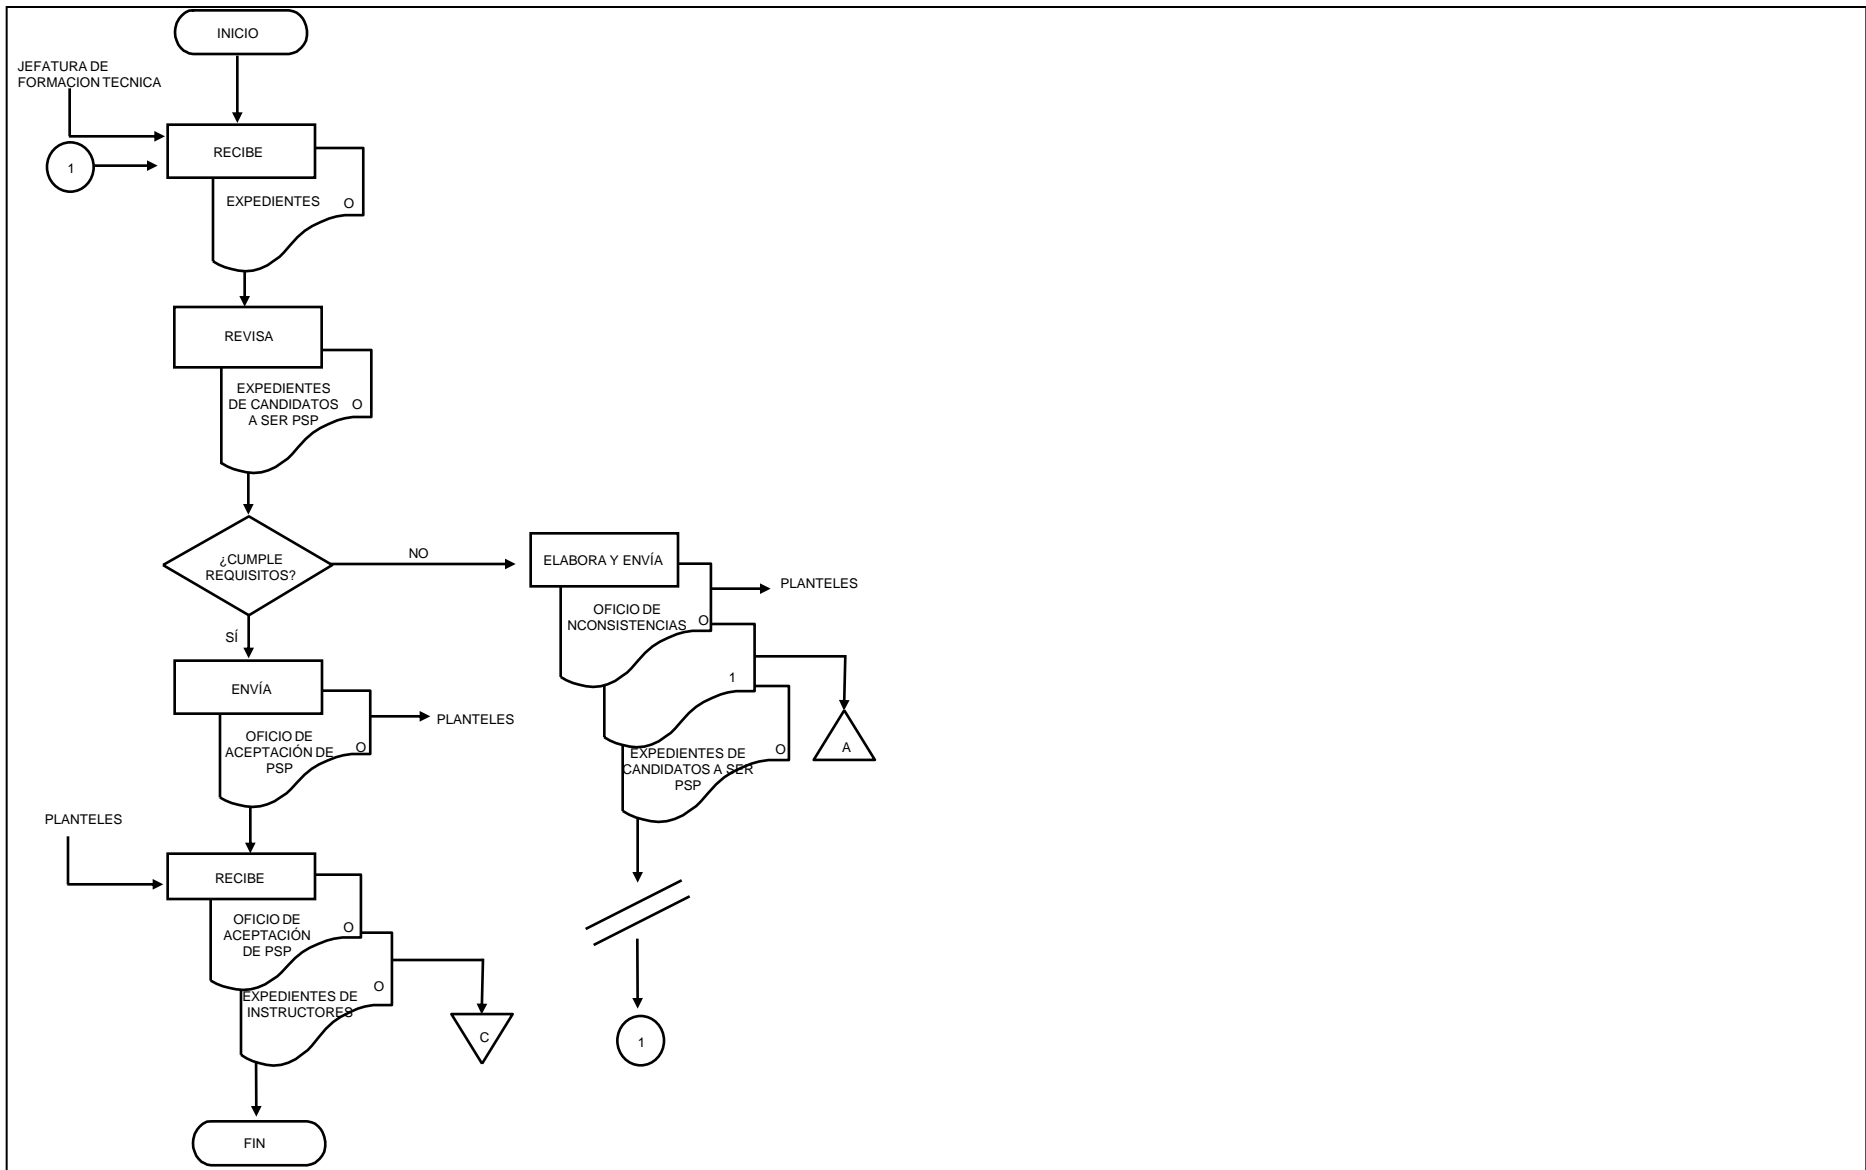 INICIO
JEFATURA DE
FORMACION TECNICA
RECIBE
1
EXPEDIENTES
O
REVISA
EXPEDIENTES
DE CANDIDATOS
A SER PSP
O
¿CUMPLE
REQUISITOS?
NO
ELABORA Y ENVÍA
PLANTELES
OFICIO DE
NCONSISTENCIAS
O
1
A
EXPEDIENTES DE
CANDIDATOS A SER
PSP
O
SÍ
ENVÍA
PLANTELES
OFICIO DE
ACEPTACIÓN DE
PSP
O
PLANTELES
RECIBE
OFICIO DE
ACEPTACIÓN
DE PSP
O
EXPEDIENTES DE
INSTRUCTORES
O
C
1
FIN